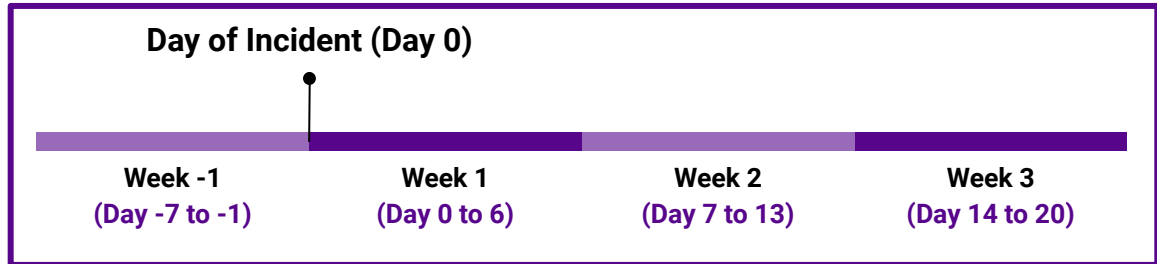 Day of Incident (Day 0)
Week -1
(Day -7 to -1)
Week 1
(Day 0 to 6)
Week 2
(Day 7 to 13)
Week 3
(Day 14 to 20)